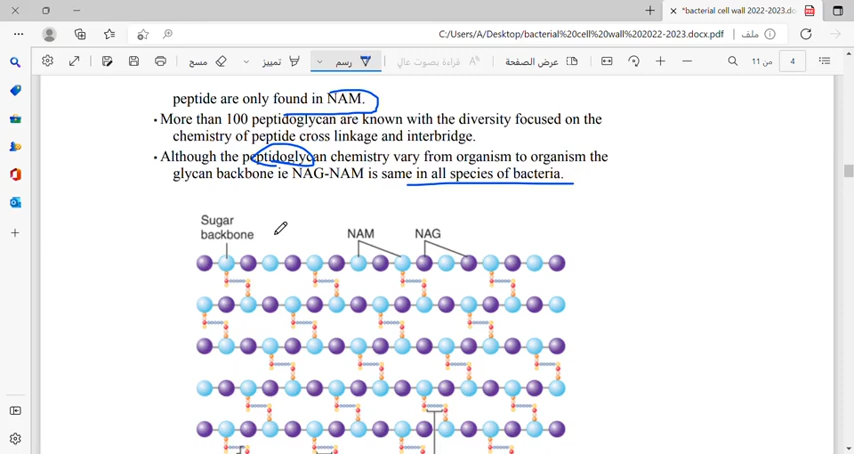 *bacterial cell wall 2022-2023.do
C:/Users/A/Desktop/bacterial%20cell%20wall%202022-2023.docx.pdf
ملف
مسح
تمييز
رسم
قراءة بصوت عالي
عرض الصفحة
من 11
4
peptide are only found in NAM.
• More than 100 peptidoglycan are known with the diversity focused on the
chemistry of peptide cross linkage and interbridge.
• Although the peptidoglycan chemistry vary from organism to organism the
glycan backbone ie NAG-NAM is same in all species of bacteria.
Sugar
backbone
NAM
NAG